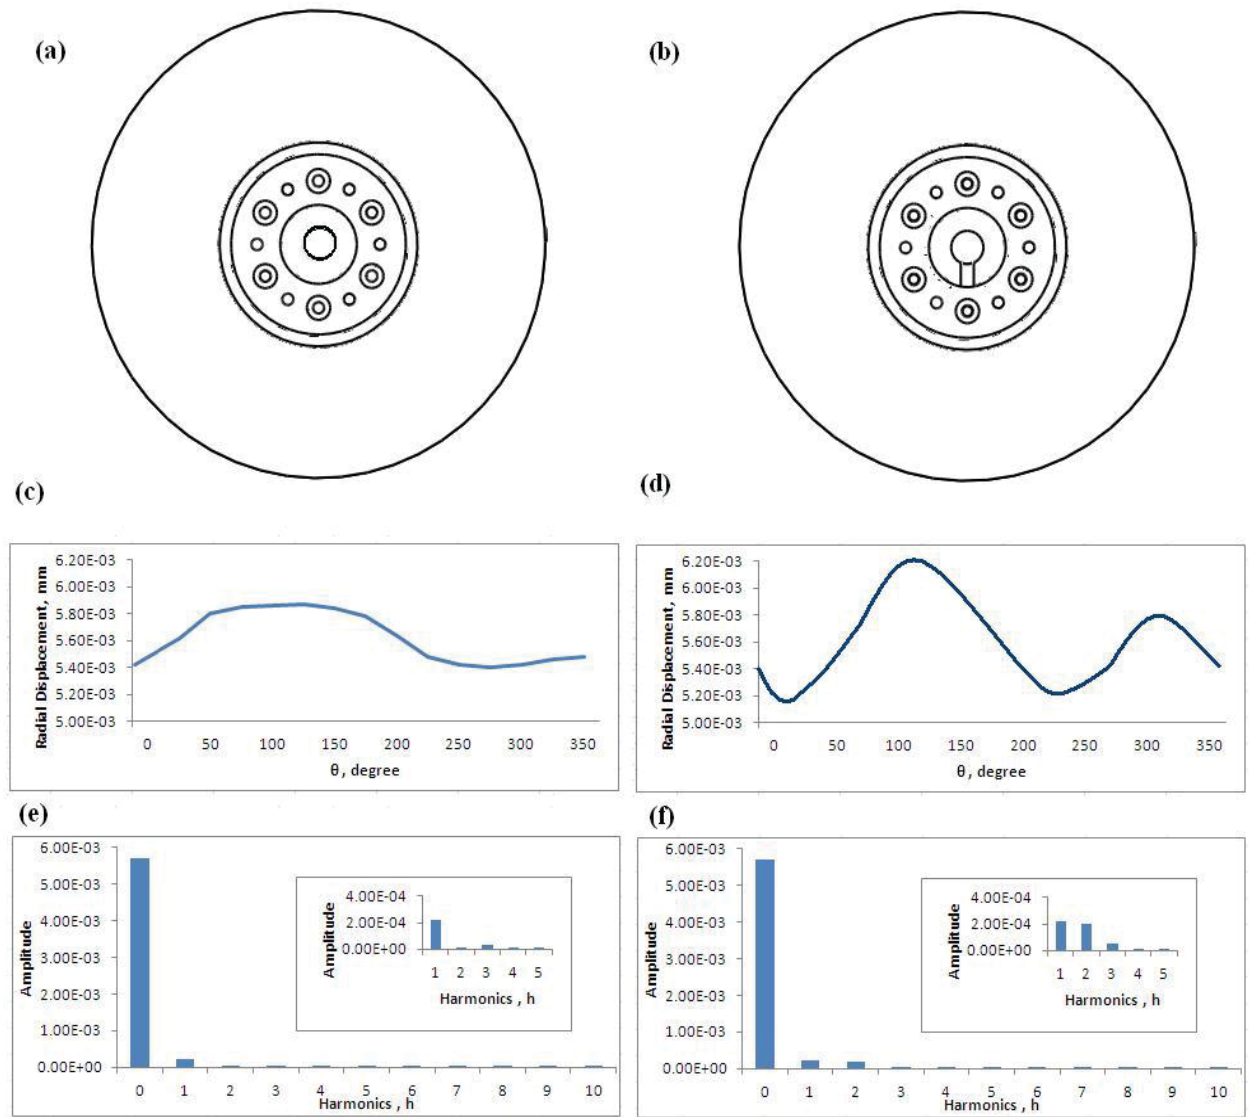 (a)
(b)
(c)
(d)
Radial Displacement, mm
6.20E-03
6.00E-03
5.80E-03
5.60E-03
5.40E-03
5.20E-03
5.00E-03
0 50 100 150 200 250 300 350
θ , degree
Radial Displacement, mm
6.20E-03
6.00E-03
5.80E-03
5.60E-03
5.40E-03
5.20E-03
5.00E-03
0 50 100 150 200 250 300 350
θ , degree
(e)
(f)
Amplitude
6.00E-03
5.00E-03
4.00E-03
3.00E-03
2.00E-03
1.00E-03
0.00E+00
0 1 2 3 4 5 6 7 8 9 10
Harmonics , h
Amplitude
4.00E-04
2.00E-04
0.00E+00
1 2 3 4 5
Harmonics , h
Amplitude
6.00E-03
5.00E-03
4.00E-03
3.00E-03
2.00E-03
1.00E-03
0.00E+00
0 1 2 3 4 5 6 7 8 9 10
Harmonics , h
Amplitude
4.00E-04
2.00E-04
0.00E+00
1 2 3 4 5
Harmonics , h